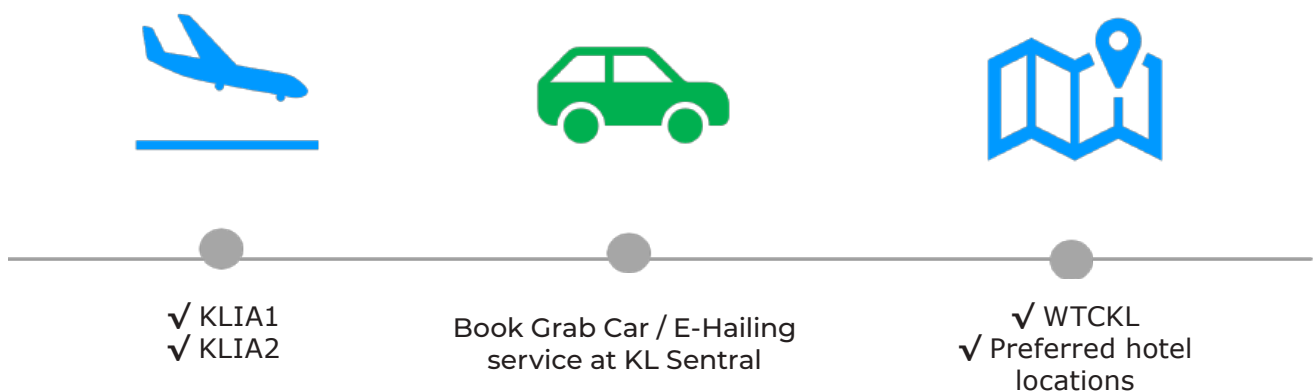 √ KLIA1
√ KLIA2
Book Grab Car / E-Hailing
service at KL Sentral
√ WTCKL
√ Preferred hotel
locations